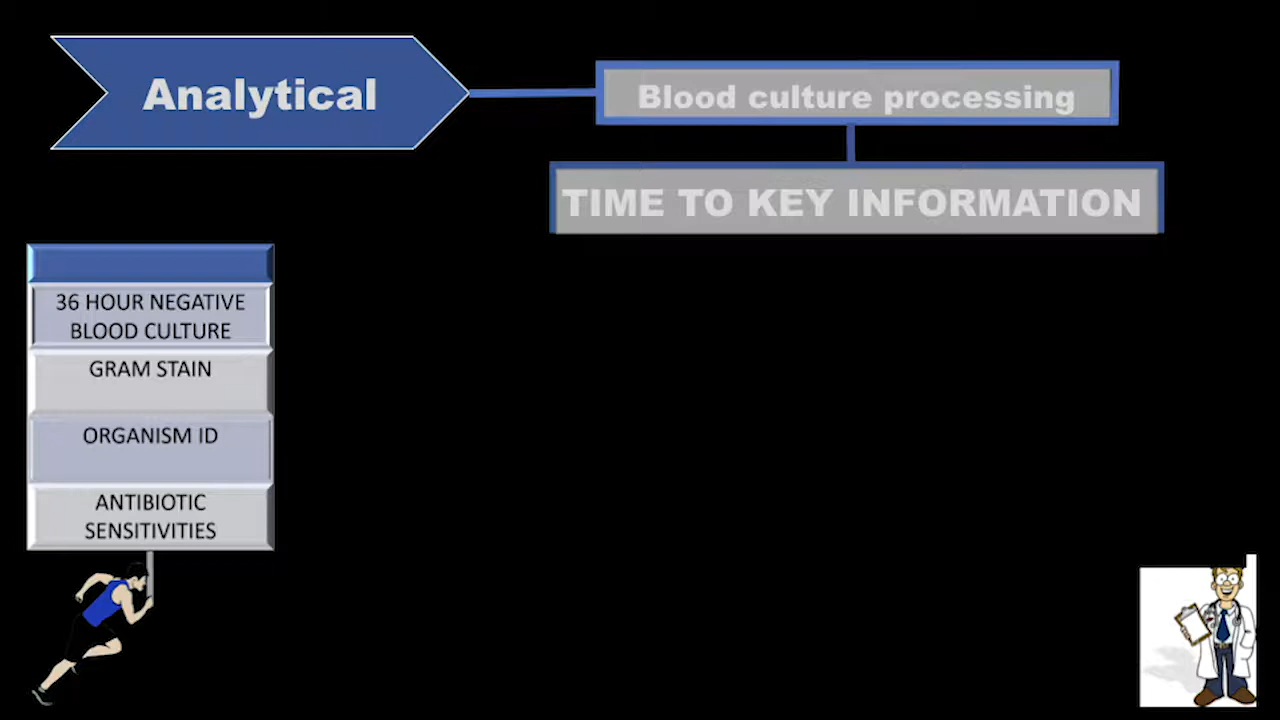 Analytical
Blood culture processing
TIME TO KEY INFORMATION
36 HOUR NEGATIVE
BLOOD CULTURE
GRAM STAIN
ORGANISM ID
ANTIBIOTIC
SENSITIVITIES